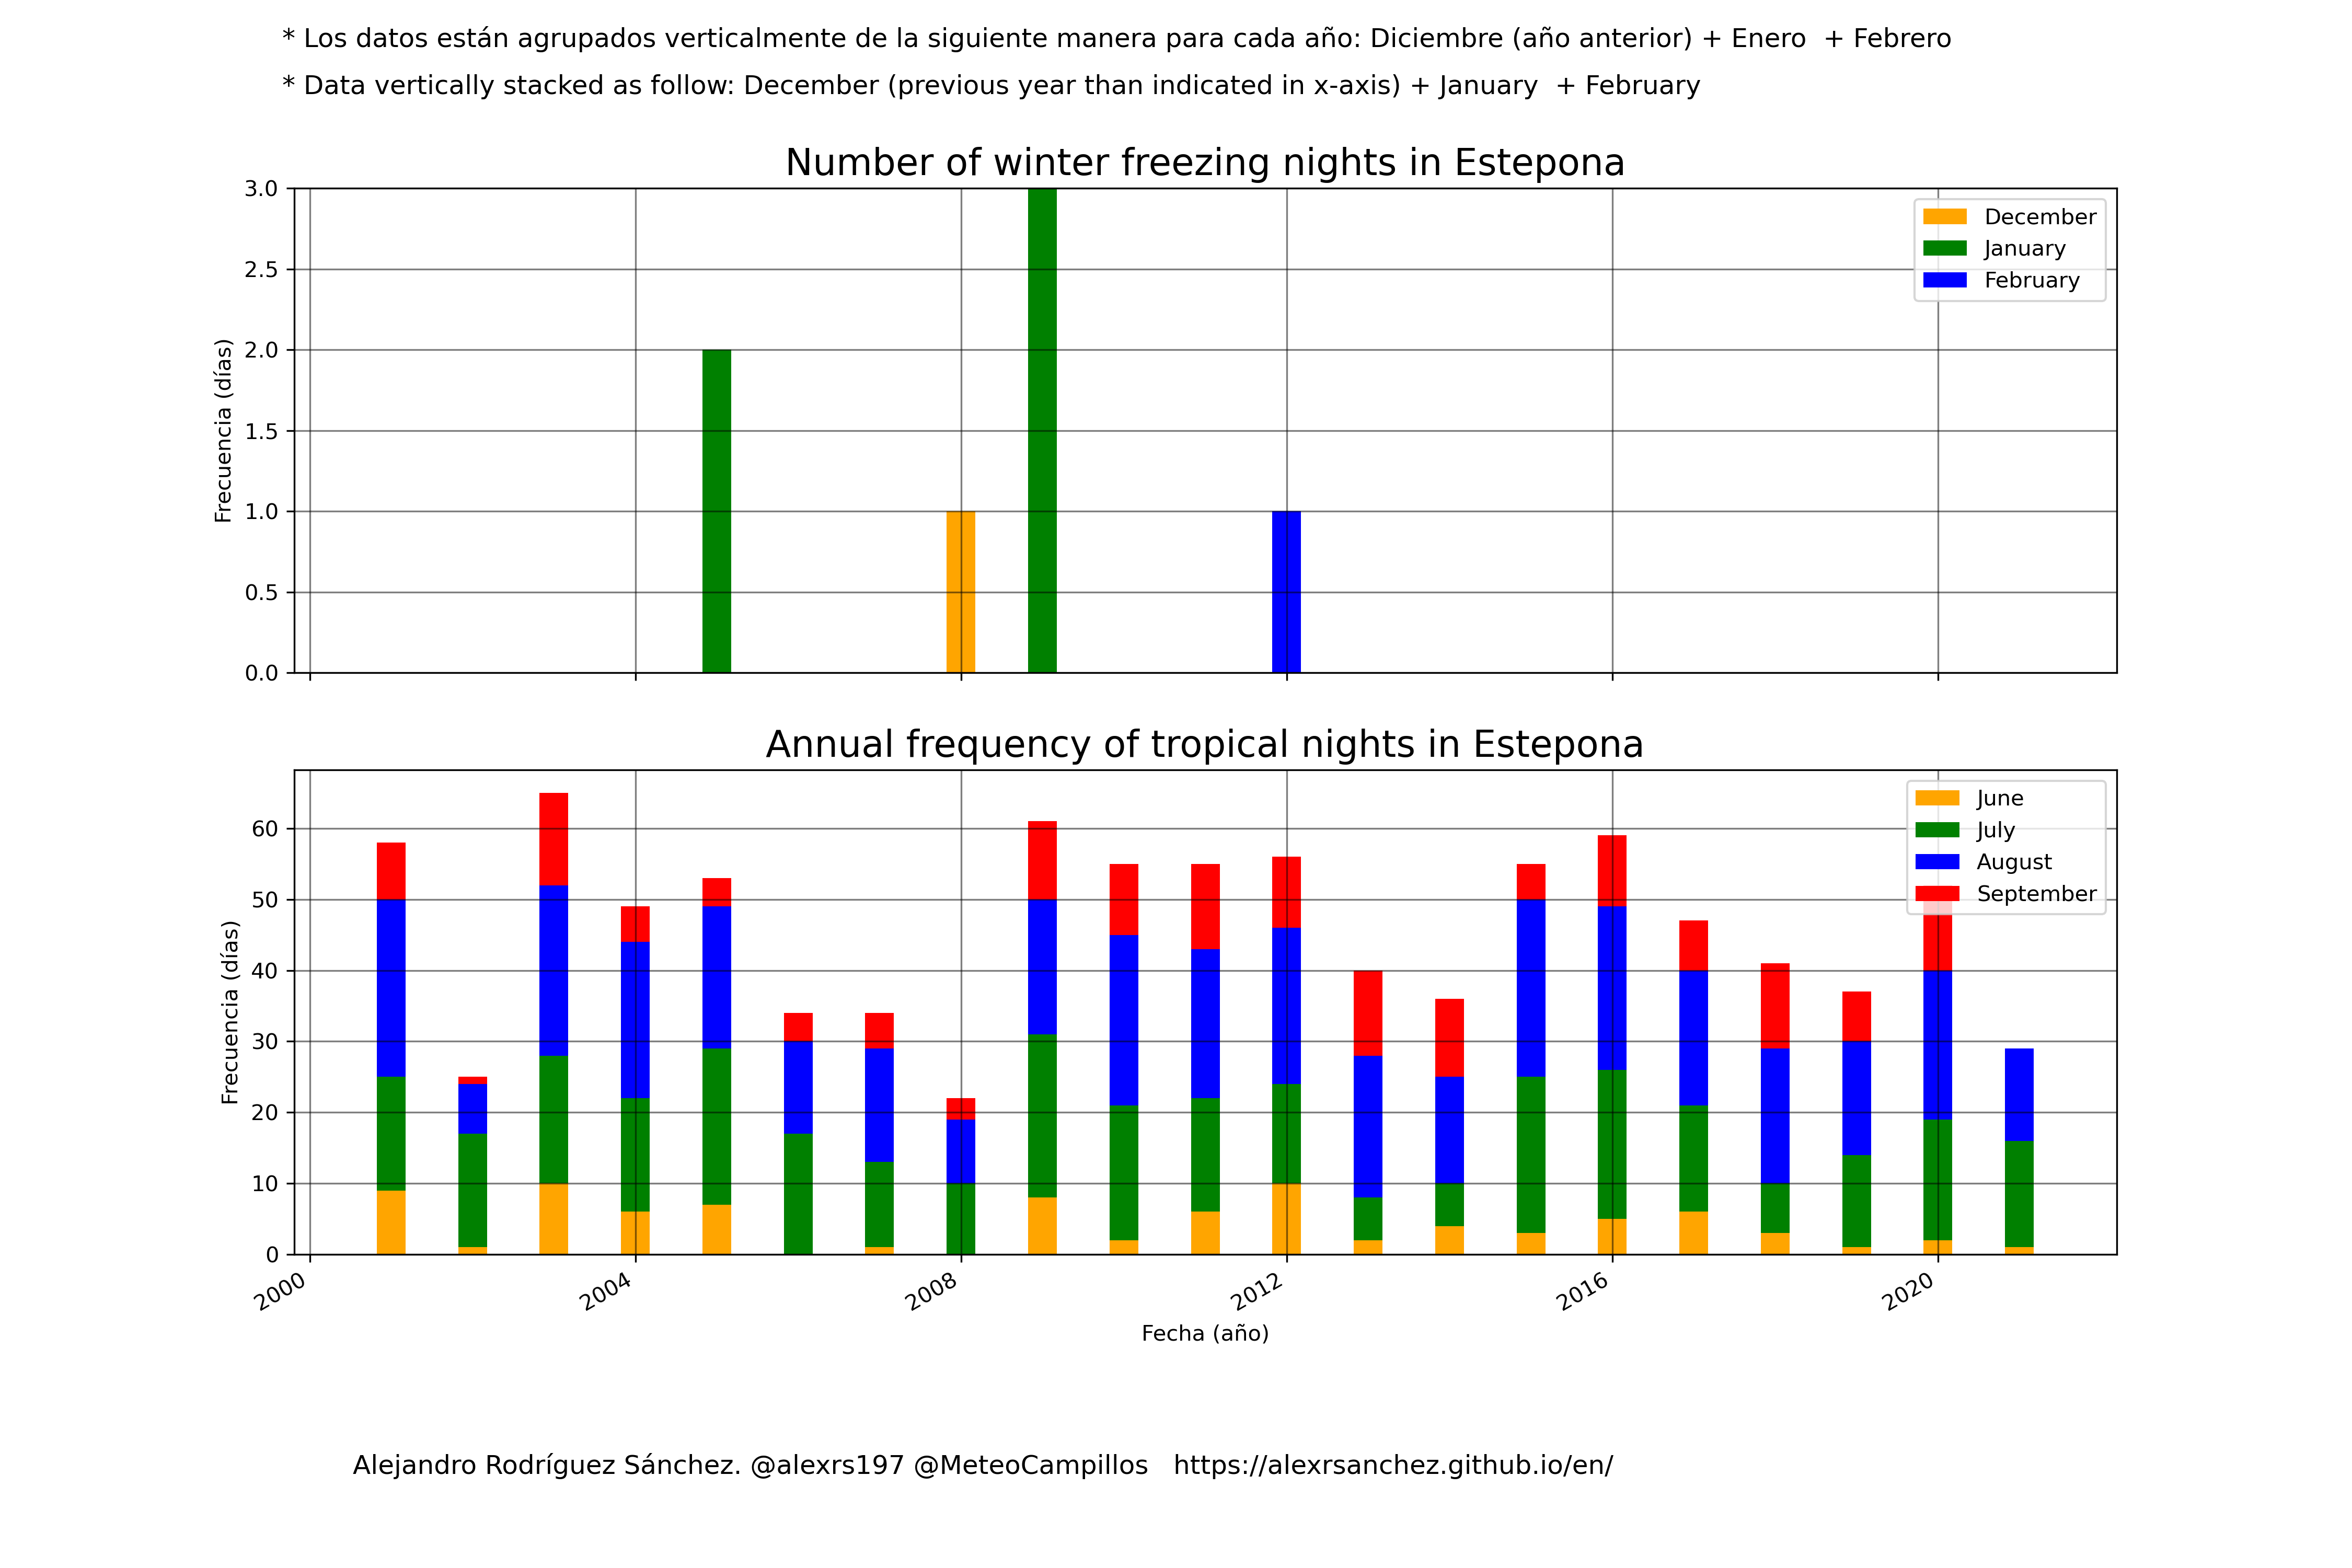 * Los datos están agrupados verticalmente de la siguiente manera para cada año: Diciembre (año anterior) + Enero  + Febrero
* Data vertically stacked as follow: December (previous year than indicated in x-axis) + January  + February
Number of winter freezing nights in Estepona
3.0
2.5
2.0
1.5
1.0
0.5
0.0
Frecuencia (días)
December
January
February
Annual frequency of tropical nights in Estepona
60
50
40
30
20
10
0
Frecuencia (días)
June
July
August
September
2000
2004
2008
2012
2016
2020
Fecha (año)
Alejandro Rodríguez Sánchez. @alexrs197 @MeteoCampillos   https://alexrsanchez.github.io/en/